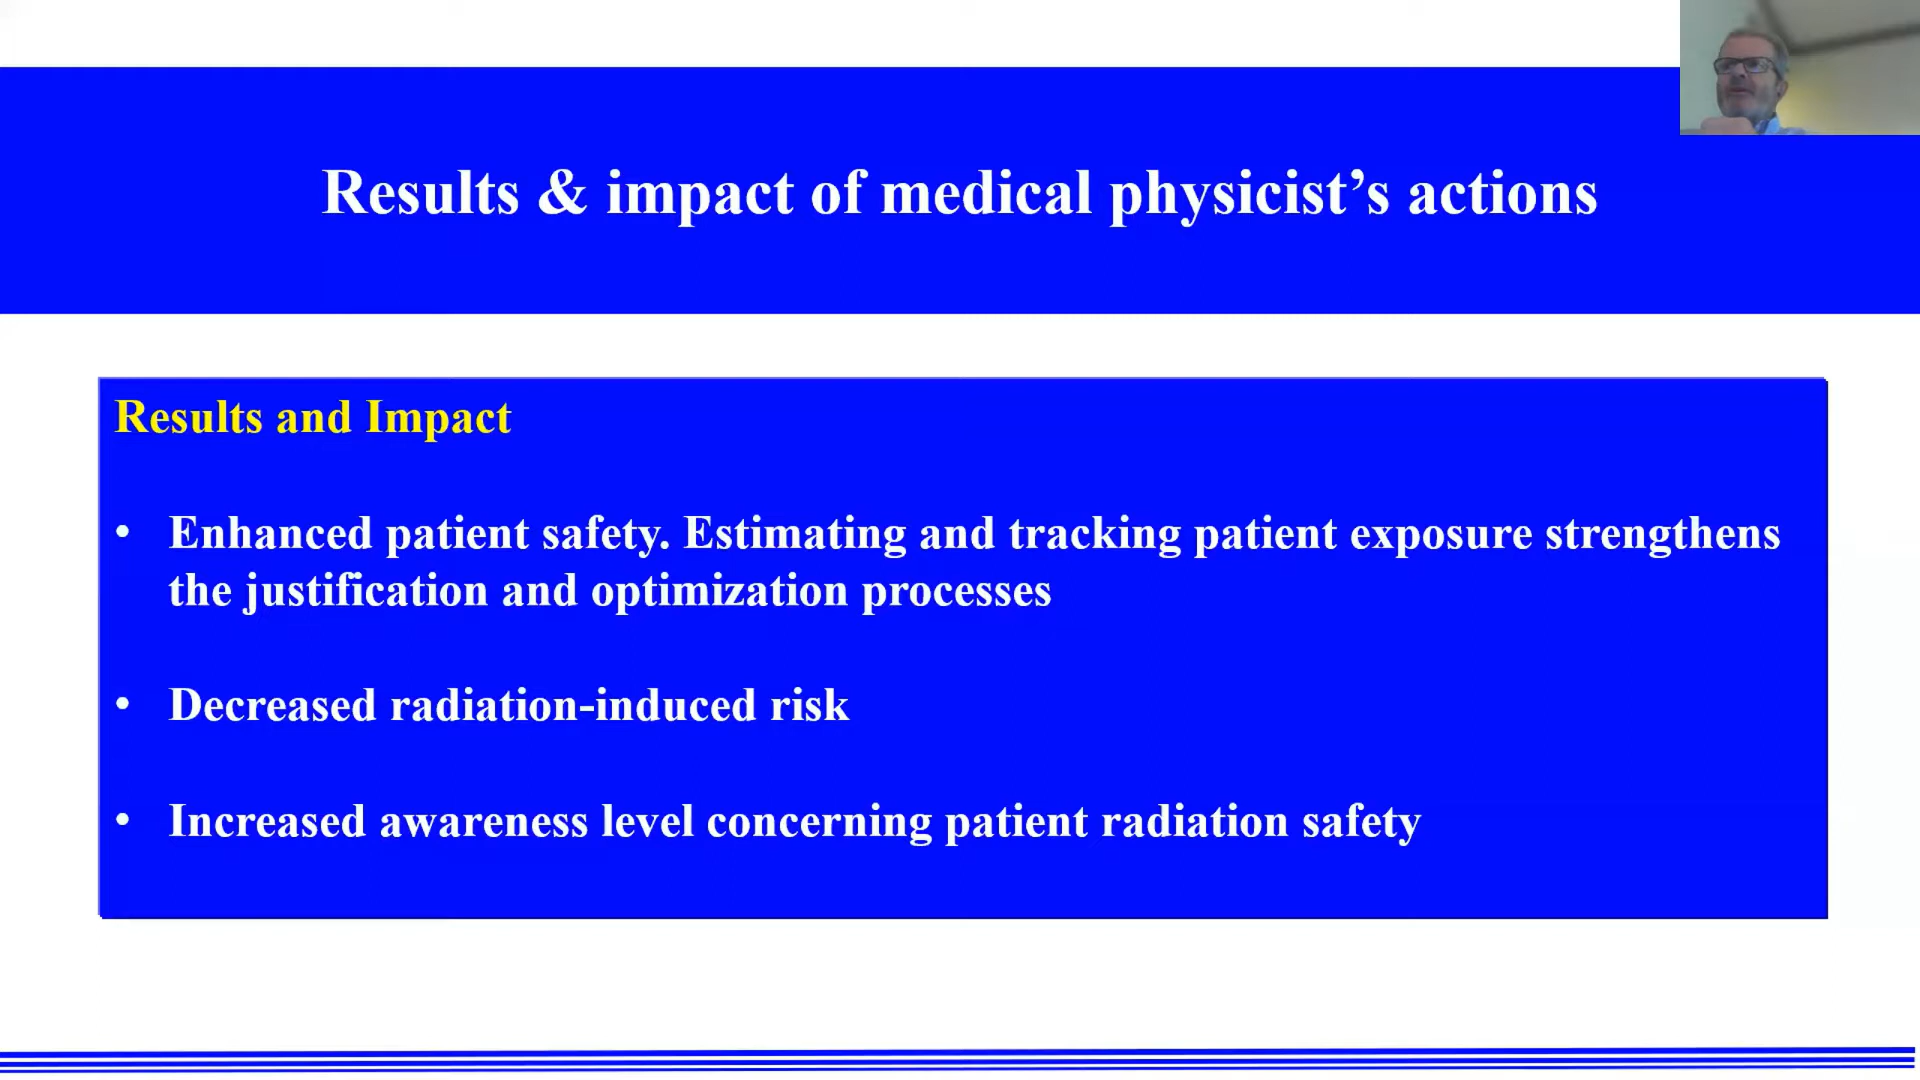 Results & impact of medical physicist’s actions
Results and Impact
• Enhanced patient safety. Estimating and tracking patient exposure strengthens
the justification and optimization processes
• Decreased radiation-induced risk
• Increased awareness level concerning patient radiation safety